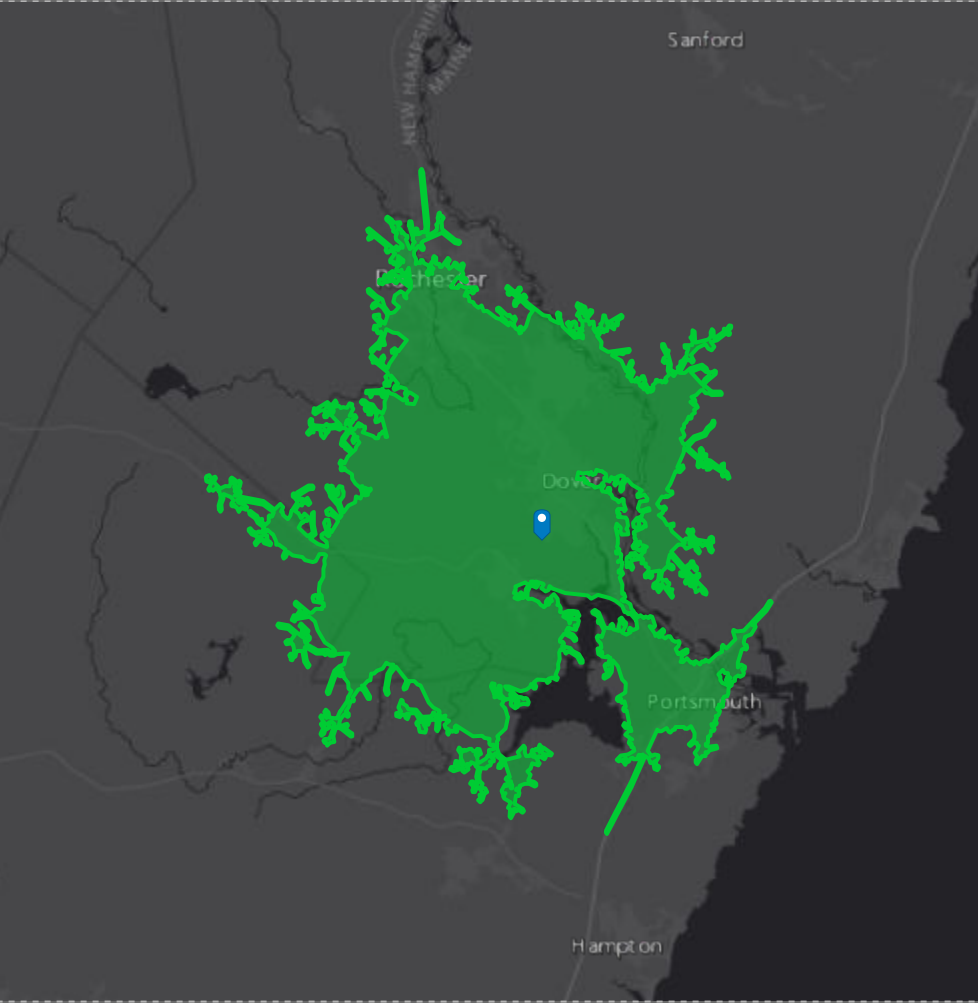 Sanford
NEW HAMPSHIRE
MAINE
Rochester
Dover
Portsmouth
Hampton